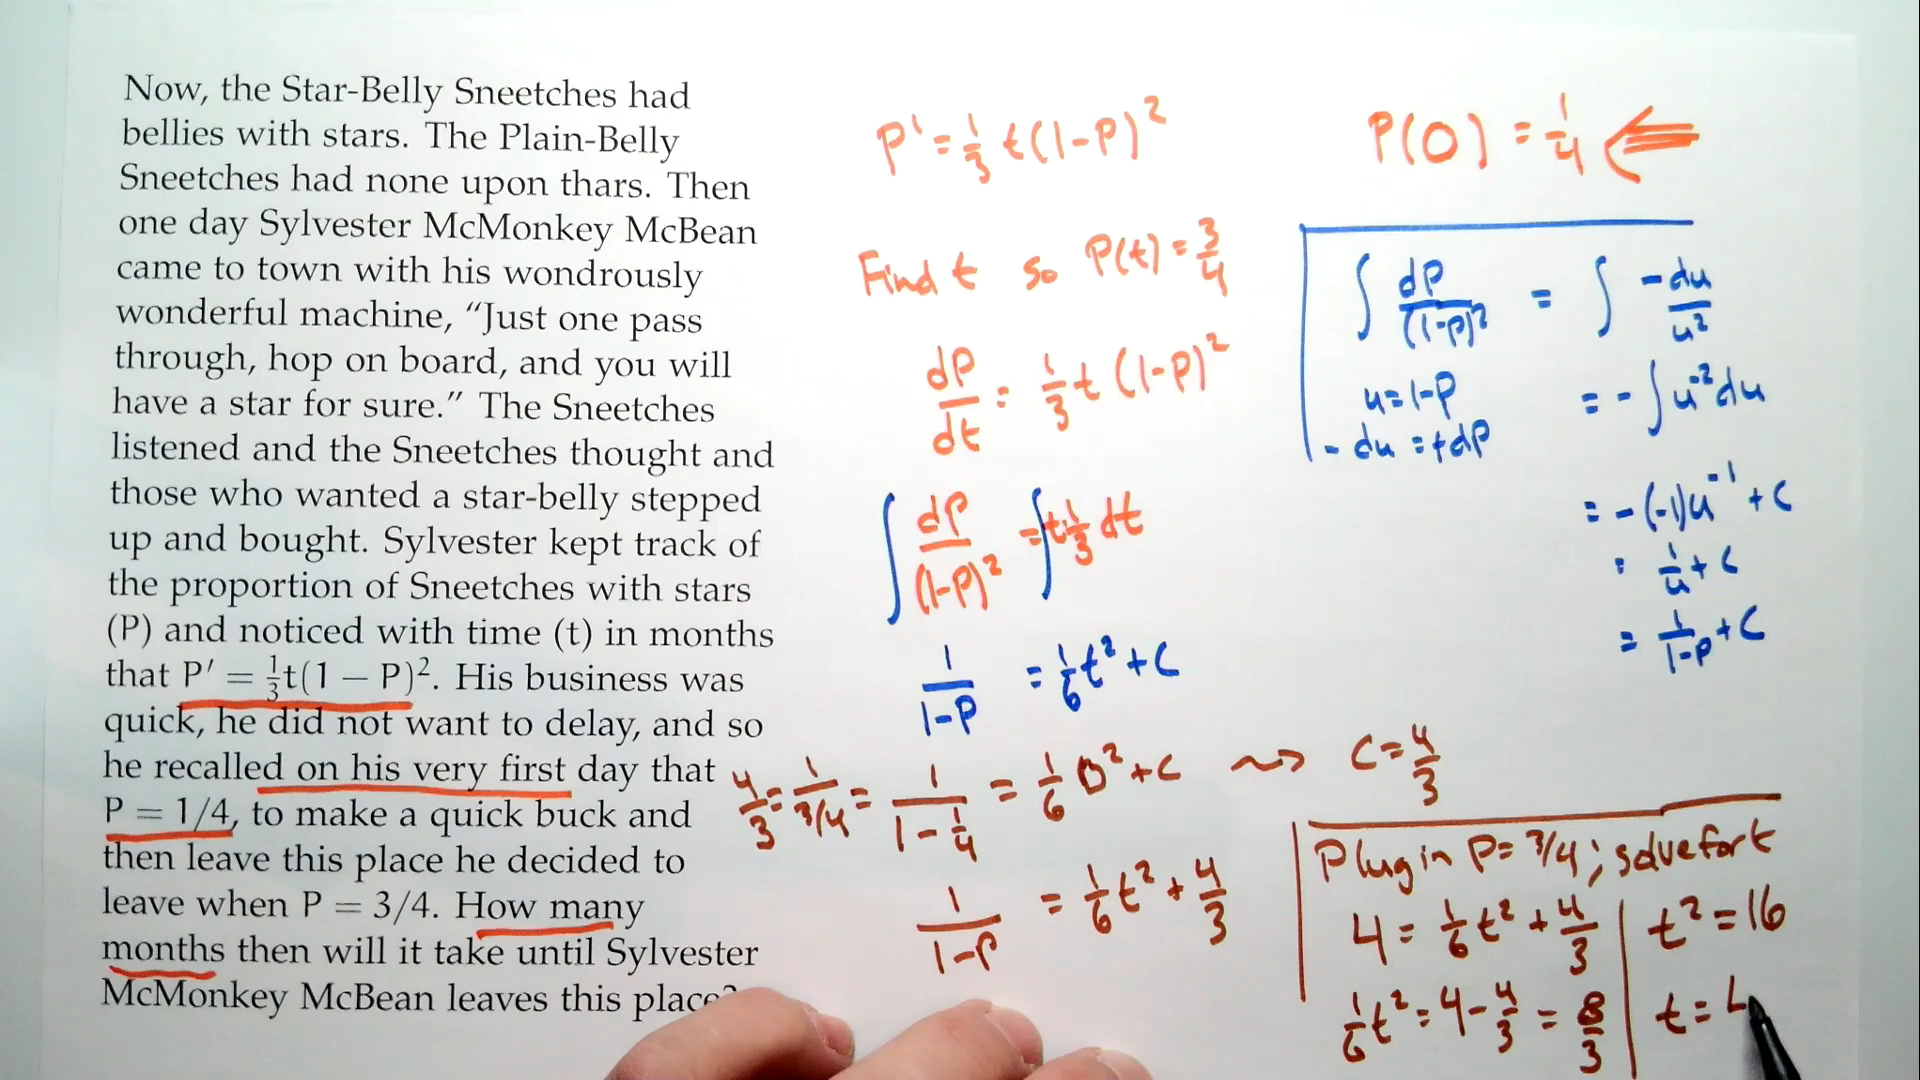 Now, the Star-Belly Sneetches had
bellies with stars. The Plain-Belly
Sneetches had none upon thars. Then
one day Sylvester McMonkey McBean
came to town with his wondrously
wonderful machine, “Just one pass
through, hop on board, and you will
have a star for sure.” The Sneetches
listened and the Sneetches thought and
those who wanted a star-belly stepped
up and bought. Sylvester kept track of
the proportion of Sneetches with stars
(P) and noticed with time (t) in months
that P′ = 1/3 t(1 − P)². His business was
quick, he did not want to delay, and so
he recalled on his very first day that
P = 1/4, to make a quick buck and
then leave this place he decided to
leave when P = 3/4. How many
months then will it take until Sylvester
McMonkey McBean leaves this place?
P' = 1/3 t(1-P)²
Find t so P(t) = 3/4
dP/dt = 1/3 t (1-P)²
∫ dP/(1-P)² = ∫ t 1/3 dt
1/(1-P) = 1/6 t² + C
4/3 = 1/(3/4) = 1/(1 - 1/4) = 1/6 0² + C ⇝ C = 4/3
1/(1-P) = 1/6 t² + 4/3
P(0) = 1/4 ⇐
∫ dP/(1-P)² = ∫ -du/u²
u = 1-P
- du = +dP
= - ∫ u⁻² du
= - (-1)u⁻¹ + C
= 1/u + C
= 1/(1-P) + C
Plug in P = 3/4; solve for t
4 = 1/6 t² + 4/3
1/6 t² = 4 - 4/3 = 8/3
t² = 16
t = 4